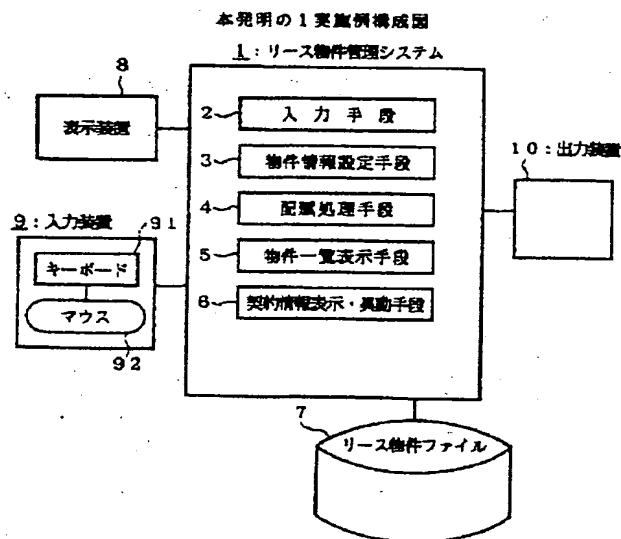 本発明の1実施例構成図
1：リース物件管理システム
8
表示装置
2
入力手段
3
物件情報設定手段
4
配賦処理手段
5
物件一覧表示手段
6
契約情報表示・異動手段
10：出力装置
9：入力装置
91
キーボード
マウス
92
7
リース物件ファイル